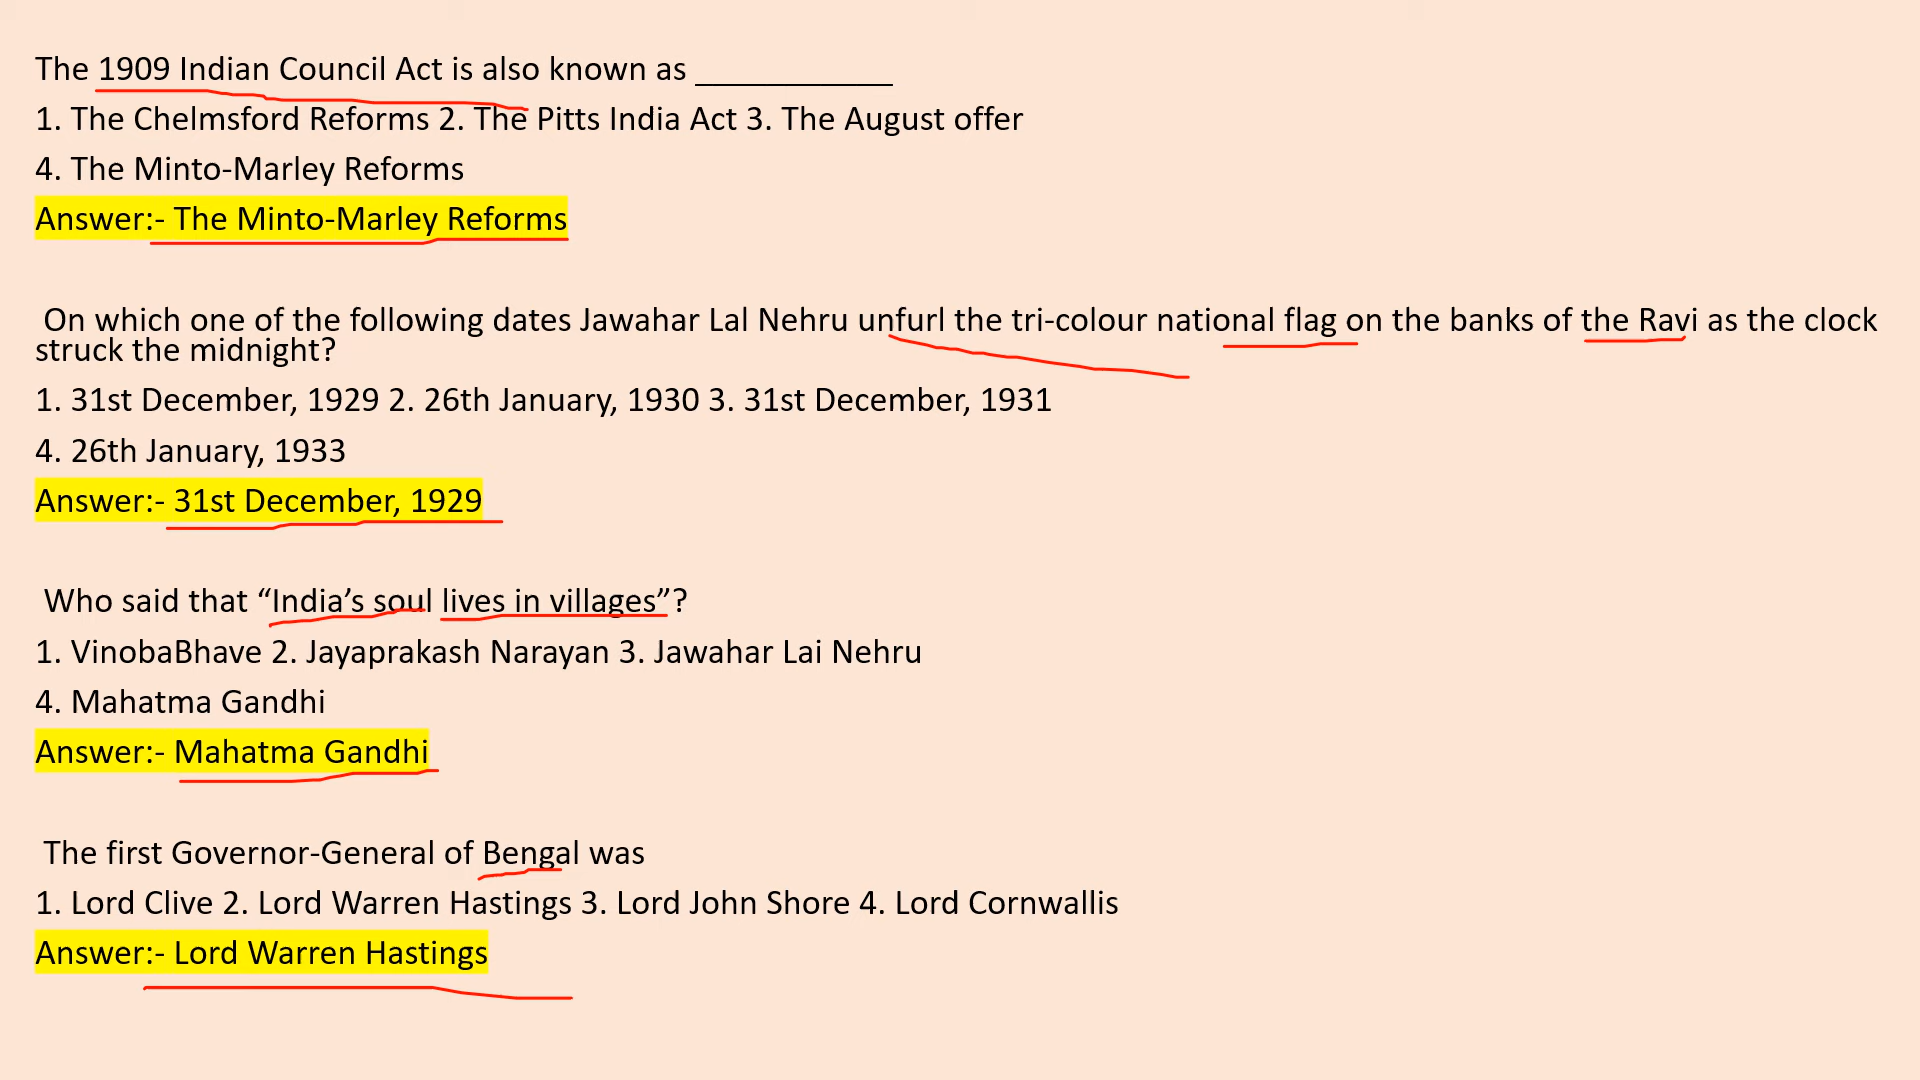 The 1909 Indian Council Act is also known as ___________
1. The Chelmsford Reforms 2. The Pitts India Act 3. The August offer
4. The Minto-Marley Reforms
Answer:- The Minto-Marley Reforms
On which one of the following dates Jawahar Lal Nehru unfurl the tri-colour national flag on the banks of the Ravi as the clock
struck the midnight?
1. 31st December, 1929 2. 26th January, 1930 3. 31st December, 1931
4. 26th January, 1933
Answer:- 31st December, 1929
Who said that “India’s soul lives in villages”?
1. VinobaBhave 2. Jayaprakash Narayan 3. Jawahar Lai Nehru
4. Mahatma Gandhi
Answer:- Mahatma Gandhi
The first Governor-General of Bengal was
1. Lord Clive 2. Lord Warren Hastings 3. Lord John Shore 4. Lord Cornwallis
Answer:- Lord Warren Hastings